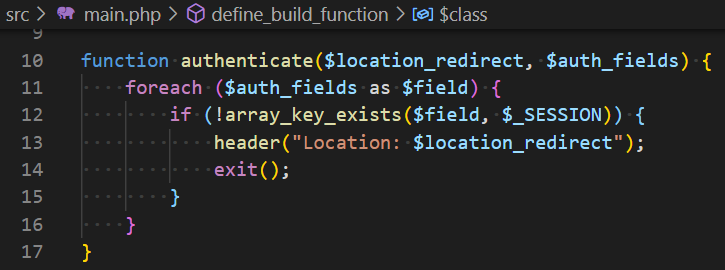 src > main.php > define_build_function > $class
9
10 function authenticate($location_redirect, $auth_fields) {
11     foreach ($auth_fields as $field) {
12         if (!array_key_exists($field, $_SESSION)) {
13             header("Location: $location_redirect");
14             exit();
15         }
16     }
17 }